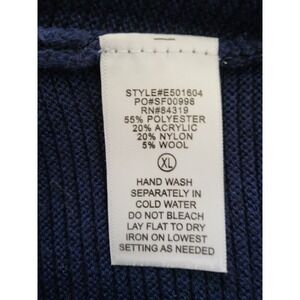 STYLE#E501604
PO#SF00998
RN#84319
55% POLYESTER
20% ACRYLIC
20% NYLON
5% WOOL
XL
HAND WASH
SEPARATELY IN
COLD WATER
DO NOT BLEACH
LAY FLAT TO DRY
IRON ON LOWEST
SETTING AS NEEDED